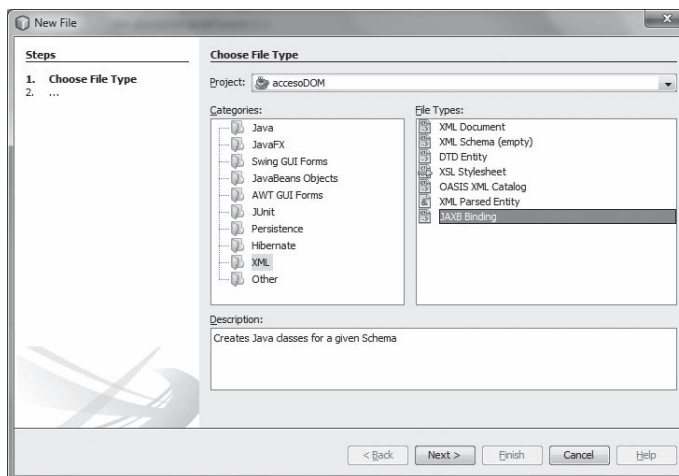 New File
Steps
1. Choose File Type
2. ...
Choose File Type
Project: accesoDOM
Categories:
Java
JavaFX
Swing GUI Forms
JavaBeans Objects
AWT GUI Forms
JUnit
Persistence
Hibernate
XML
Other
File Types:
XML Document
XML Schema (empty)
DTD Entity
XSL Stylesheet
OASIS XML Catalog
XML Parsed Entity
JAXB Binding
Description:
Creates Java classes for a given Schema
< Back Next > Finish Cancel Help